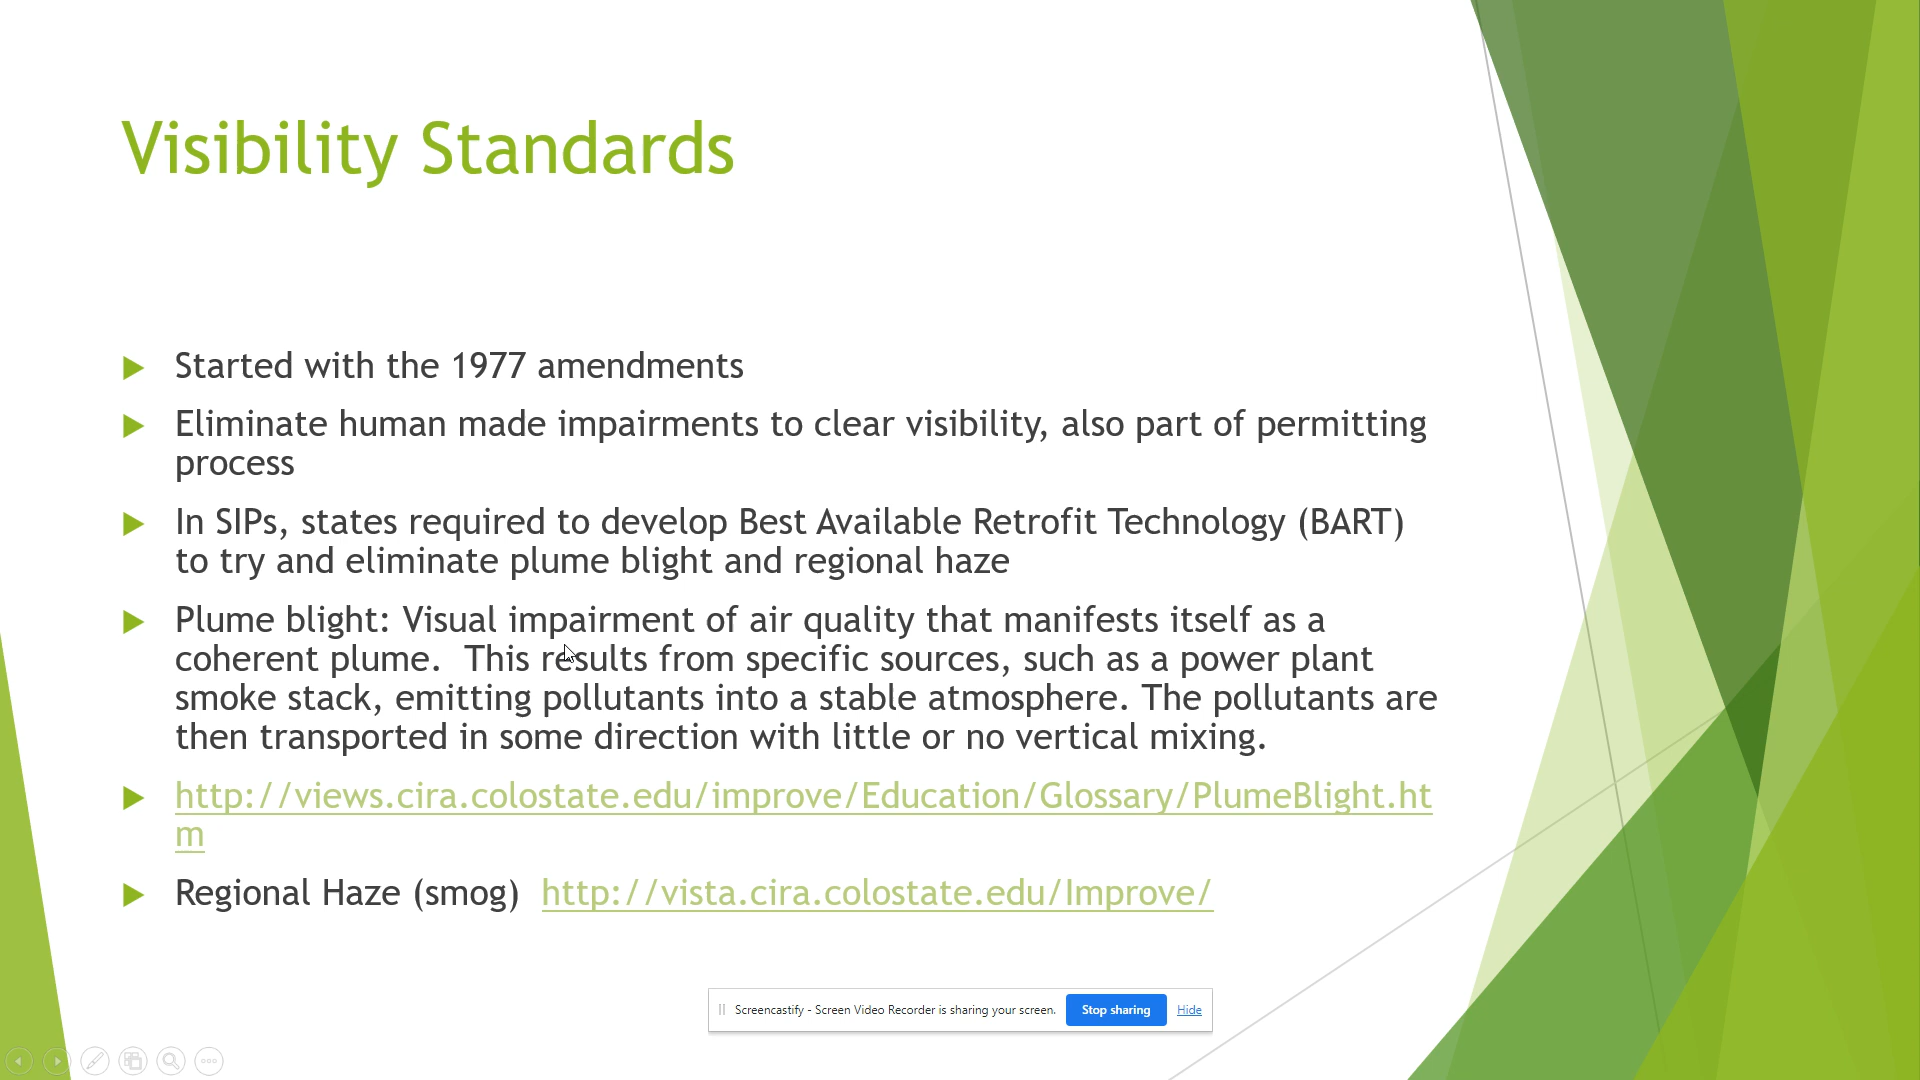 Visibility Standards
Started with the 1977 amendments
Eliminate human made impairments to clear visibility, also part of permitting
process
In SIPs, states required to develop Best Available Retrofit Technology (BART)
to try and eliminate plume blight and regional haze
Plume blight: Visual impairment of air quality that manifests itself as a
coherent plume.  This results from specific sources, such as a power plant
smoke stack, emitting pollutants into a stable atmosphere. The pollutants are
then transported in some direction with little or no vertical mixing.
http://views.cira.colostate.edu/improve/Education/Glossary/PlumeBlight.ht
m
Regional Haze (smog)  http://vista.cira.colostate.edu/Improve/
Screencastify - Screen Video Recorder is sharing your screen. Stop sharing Hide